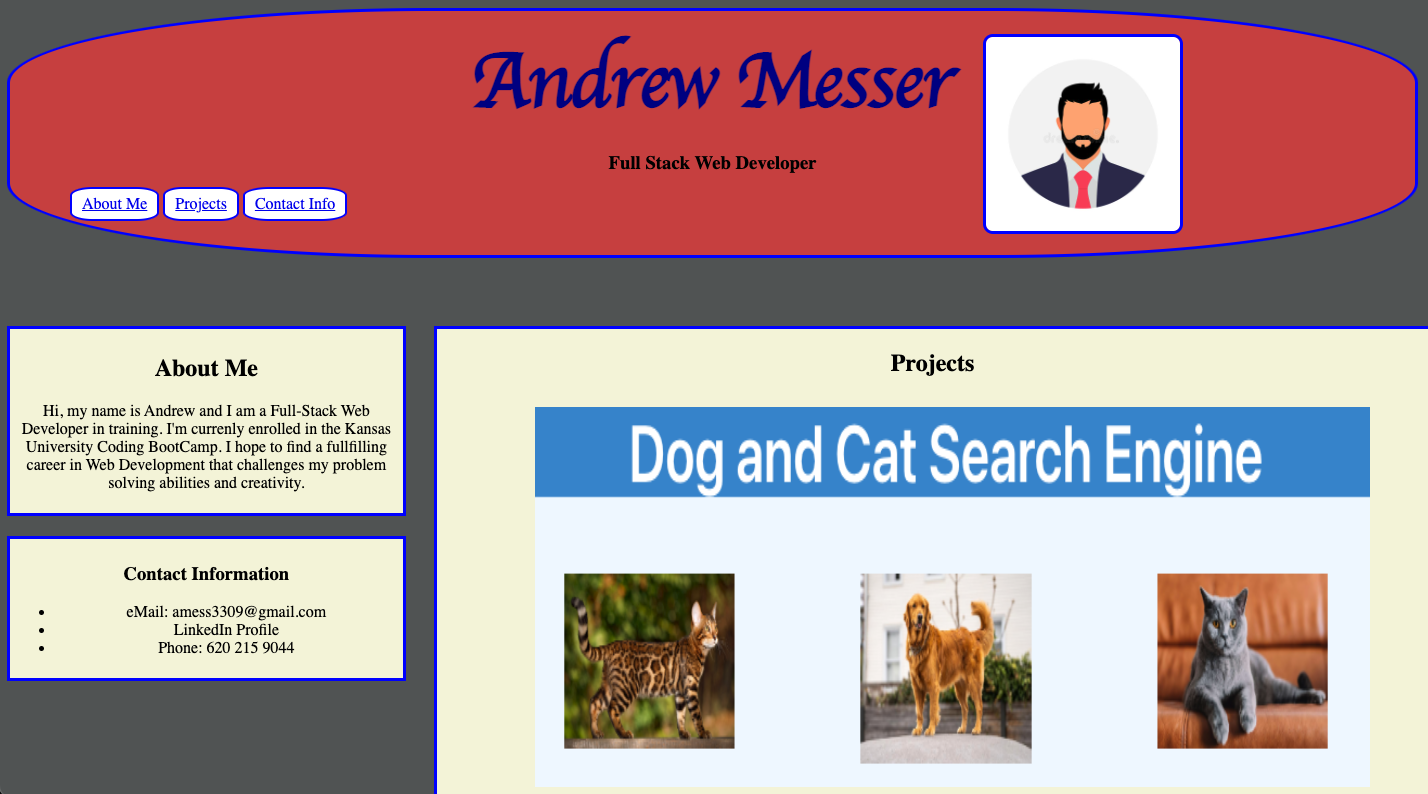 Andrew Messer
Full Stack Web Developer
About Me Projects Contact Info
About Me
Hi, my name is Andrew and I am a Full-Stack Web
Developer in training. I'm currenly enrolled in the Kansas
University Coding BootCamp. I hope to find a fullfilling
career in Web Development that challenges my problem
solving abilities and creativity.
Contact Information
eMail: amess3309@gmail.com
LinkedIn Profile
Phone: 620 215 9044
Projects
Dog and Cat Search Engine